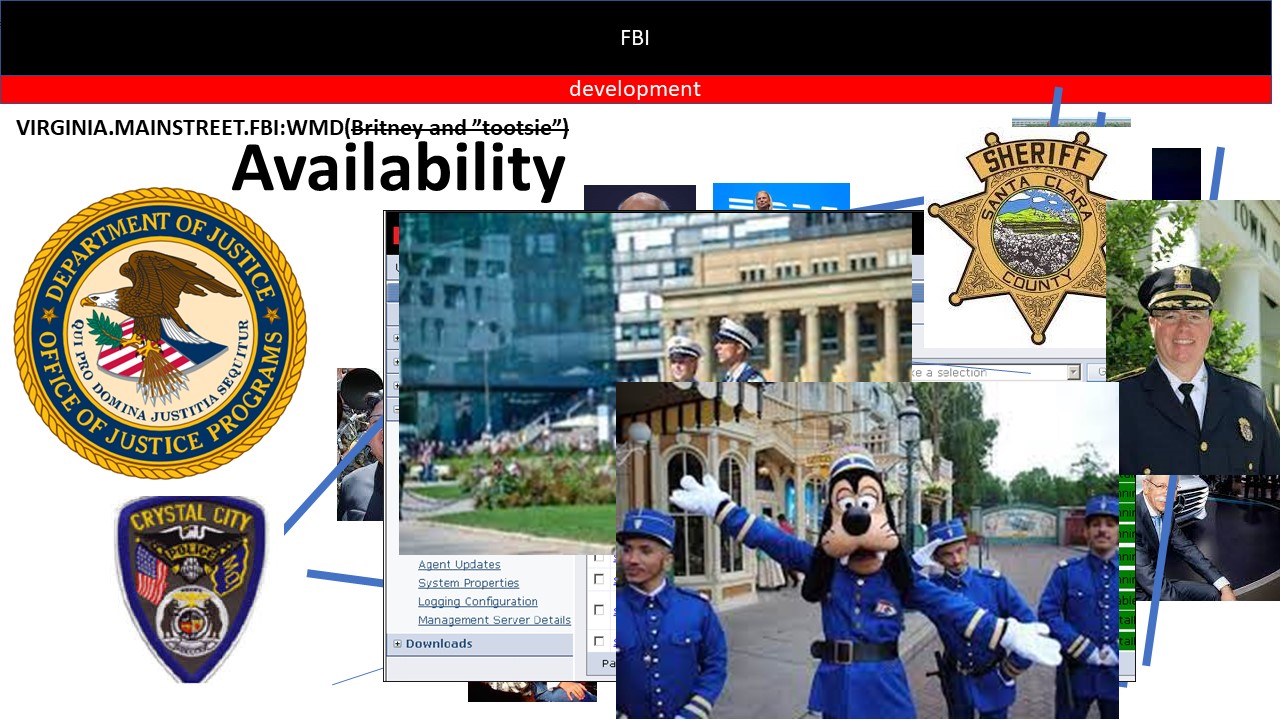 FBI
development
VIRGINIA.MAINSTREET.FBI:WMD(Britney and ”tootsie”)
Availability
DEPARTMENT OF JUSTICE
QUI PRO DOMINA JUSTITIA SEQUITUR
OFFICE OF JUSTICE PROGRAMS
SHERIFF
SANTA CLARA
COUNTY
TOWN
a selection
G
CRYSTAL CITY
POLICE
MO.
Agent Updates
System Properties
Logging Configuration
Management Server Details
Downloads
Pa